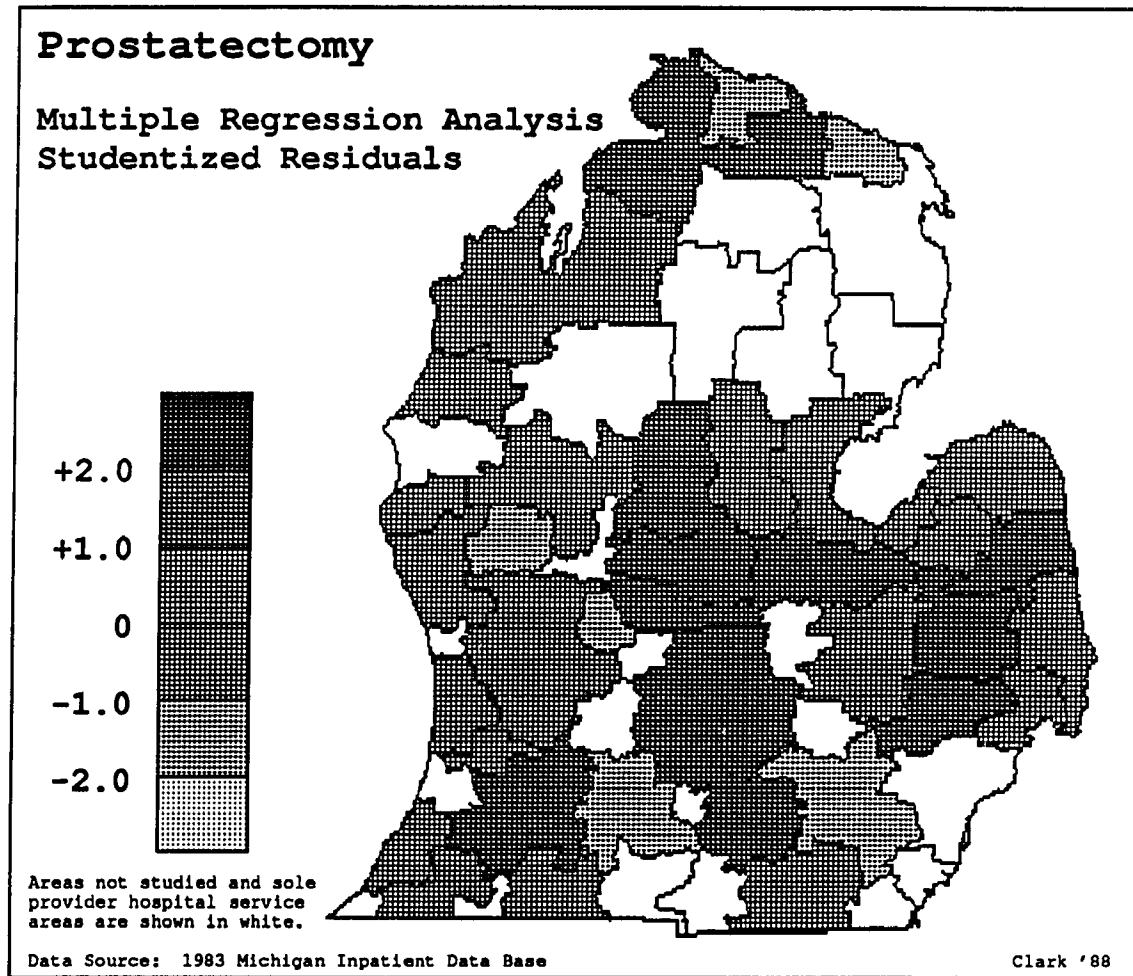 Prostatectomy
Multiple Regression Analysis
Studentized Residuals
+2.0
+1.0
0
-1.0
-2.0
Areas not studied and sole
provider hospital service
areas are shown in white.
Data Source: 1983 Michigan Inpatient Data Base
Clark '88